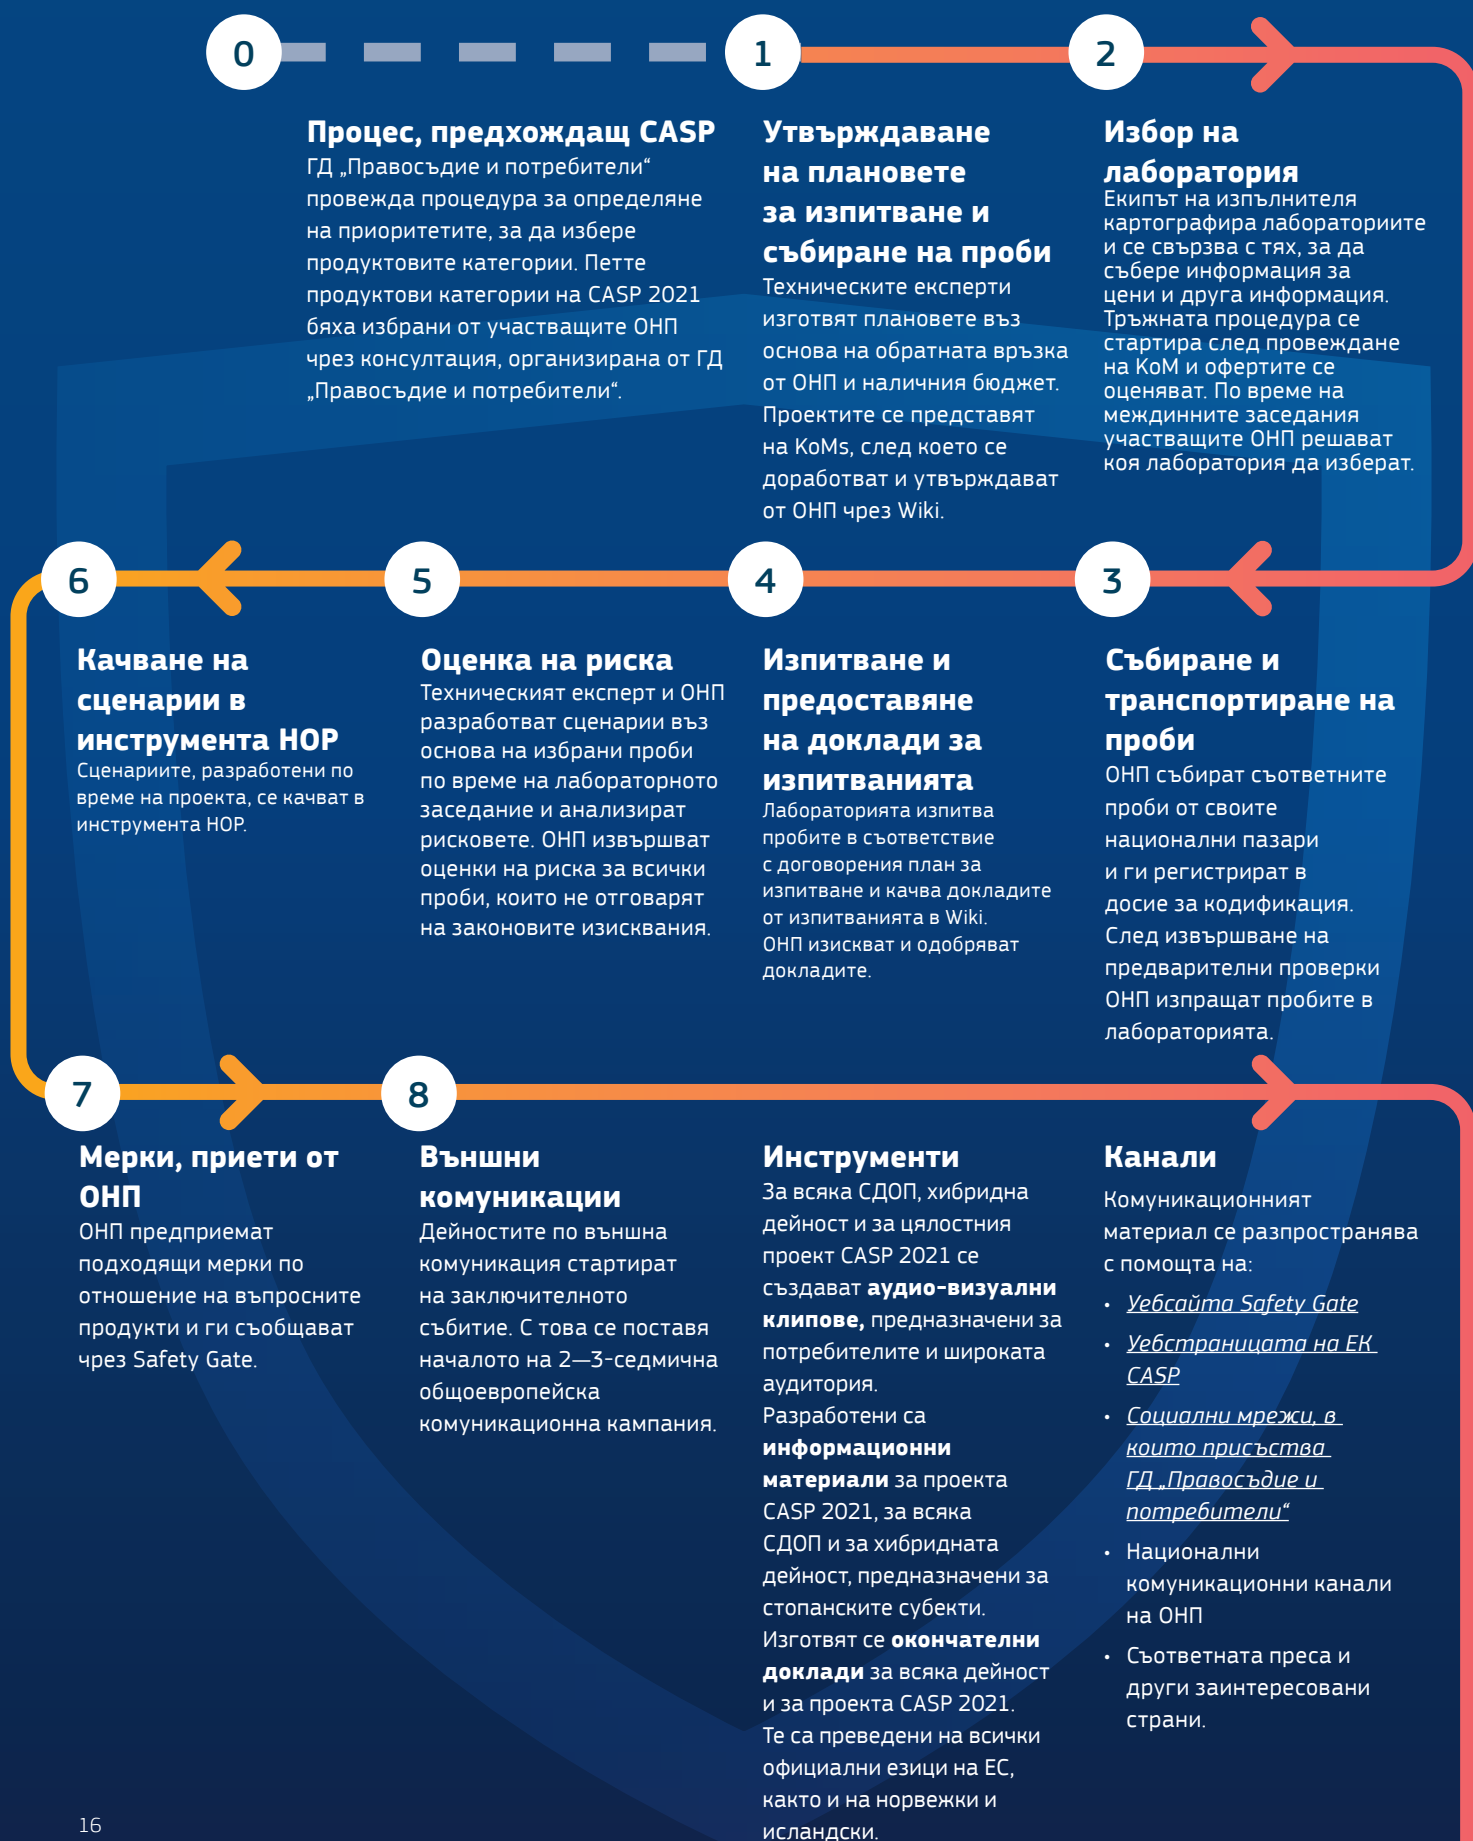 0
1
2
Процес, предхождащ CASP
ГД „Правосъдие и потребители“
провежда процедура за определяне
на приоритетите, за да избере
продуктовите категории. Петте
продуктови категории на CASP 2021
бяха избрани от участващите ОНП
чрез консултация, организирана от ГД
„Правосъдие и потребители“.
Утвърждаване
на плановете
за изпитване и
събиране на проби
Техническите експерти
изготвят плановете въз
основа на обратната връзка
от ОНП и наличния бюджет.
Проектите се представят
на KoMs, след което се
доработват и утвърждават
от ОНП чрез Wiki.
Избор на
лаборатория
Екипът на изпълнителя
картографира лабораториите
и се свързва с тях, за да
събере информация за
цени и друга информация.
Тръжната процедура се
стартира след провеждане
на KoM и офертите се
оценяват. По време на
междинните заседания
участващите ОНП решават
коя лаборатория да изберат.
6
5
4
3
Качване на
сценарии в
инструмента НОР
Сценариите, разработени по
време на проекта, се качват в
инструмента НОР.
Оценка на риска
Техническият експерт и ОНП
разработват сценарии въз
основа на избрани проби
по време на лабораторното
заседание и анализират
рисковете. ОНП извършват
оценки на риска за всички
проби, които не отговарят
на законовите изисквания.
Изпитване и
предоставяне
на доклади за
изпитванията
Лабораторията изпитва
пробите в съответствие
с договорения план за
изпитване и качва докладите
от изпитванията в Wiki.
ОНП изискват и одобряват
докладите.
Събиране и
транспортиране на
проби
ОНП събират съответните
проби от своите
национални пазари
и ги регистрират в
досие за кодификация.
След извършване на
предварителни проверки
ОНП изпращат пробите в
лабораторията.
7
8
Мерки, приети от
ОНП
ОНП предприемат
подходящи мерки по
отношение на въпросните
продукти и ги съобщават
чрез Safety Gate.
Външни
комуникации
Дейностите по външна
комуникация стартират
на заключителното
събитие. С това се поставя
началото на 2—3-седмична
общоевропейска
комуникационна кампания.
Инструменти
За всяка СДОП, хибридна
дейност и за цялостния
проект CASP 2021 се
създават аудио-визуални
клипове, предназначени за
потребителите и широката
аудитория.
Разработени са
информационни
материали за проекта
CASP 2021, за всяка
СДОП и за хибридната
дейност, предназначени за
стопанските субекти.
Изготвят се окончателни
доклади за всяка дейност
и за проекта CASP 2021.
Те са преведени на всички
официални езици на ЕС,
както и на норвежки и
исландски.
Канали
Комуникационният
материал се разпространява
с помощта на:
• Уебсайта Safety Gate
• Уебстраницата на ЕК
CASP
• Социални мрежи, в
които присъства
ГД „Правосъдие и
потребители“
• Национални
комуникационни канали
на ОНП
• Съответната преса и
други заинтересовани
страни.
16